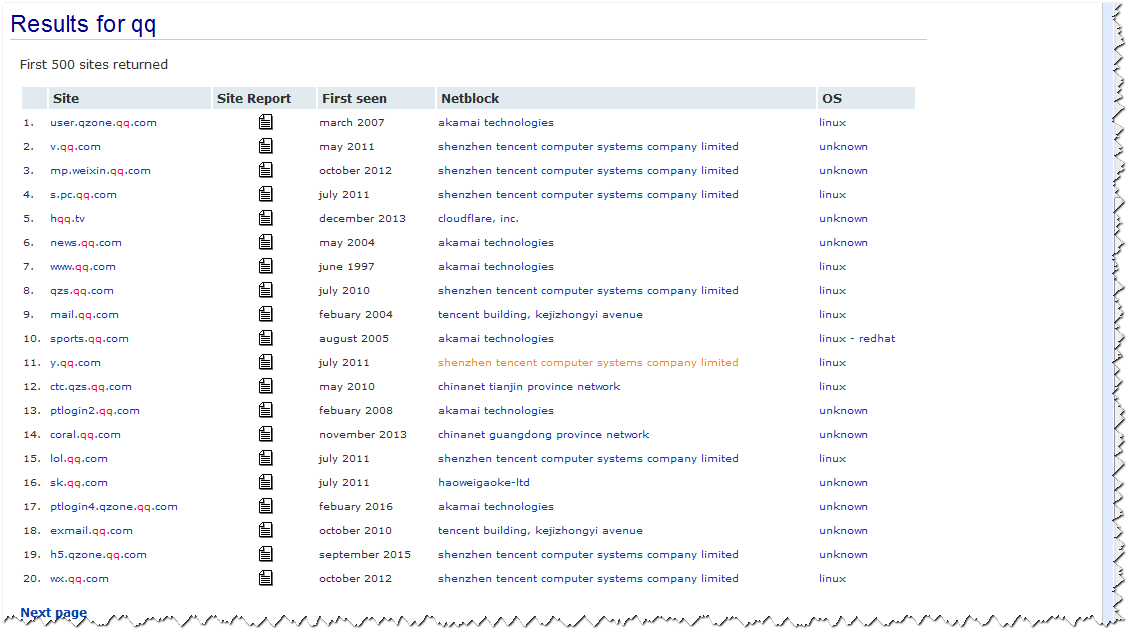 Results for qq
First 500 sites returned
Site Site Report First seen Netblock OS
1. user.qzone.qq.com march 2007 akamai technologies linux
2. v.qq.com may 2011 shenzhen tencent computer systems company limited unknown
3. mp.weixin.qq.com october 2012 shenzhen tencent computer systems company limited unknown
4. s.pc.qq.com july 2011 shenzhen tencent computer systems company limited linux
5. hqq.tv december 2013 cloudflare, inc. unknown
6. news.qq.com may 2004 akamai technologies unknown
7. www.qq.com june 1997 akamai technologies linux
8. qzs.qq.com july 2010 shenzhen tencent computer systems company limited linux
9. mail.qq.com febuary 2004 tencent building, kejizhongyi avenue linux
10. sports.qq.com august 2005 akamai technologies linux - redhat
11. y.qq.com july 2011 shenzhen tencent computer systems company limited linux
12. ctc.qzs.qq.com may 2010 chinanet tianjin province network linux
13. ptlogin2.qq.com febuary 2008 akamai technologies unknown
14. coral.qq.com november 2013 chinanet guangdong province network unknown
15. lol.qq.com july 2011 shenzhen tencent computer systems company limited linux
16. sk.qq.com july 2011 haoweigaoke-ltd unknown
17. ptlogin4.qzone.qq.com febuary 2016 akamai technologies unknown
18. exmail.qq.com october 2010 tencent building, kejizhongyi avenue unknown
19. h5.qzone.qq.com september 2015 shenzhen tencent computer systems company limited unknown
20. wx.qq.com october 2012 shenzhen tencent computer systems company limited linux
Next page